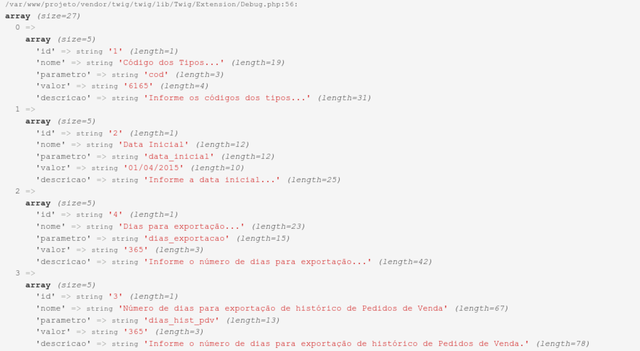 /var/www/projeto/vendor/twig/twig/lib/Twig/Extension/Debug.php:56:
array (size=27)
0 =>
array (size=5)
'id' => string '1' (length=1)
'nome' => string 'Código dos Tipos...' (length=19)
'parametro' => string 'cod' (length=3)
'valor' => string '6165' (length=4)
'descricao' => string 'Informe os códigos dos tipos...' (length=31)
1 =>
array (size=5)
'id' => string '2' (length=1)
'nome' => string 'Data Inicial' (length=12)
'parametro' => string 'data_inicial' (length=12)
'valor' => string '01/04/2015' (length=10)
'descricao' => string 'Informe a data inicial...' (length=25)
2 =>
array (size=5)
'id' => string '4' (length=1)
'nome' => string 'Dias para exportação...' (length=23)
'parametro' => string 'dias_exportacao' (length=15)
'valor' => string '365' (length=3)
'descricao' => string 'Informe o número de dias para exportação...' (length=42)
3 =>
array (size=5)
'id' => string '3' (length=1)
'nome' => string 'Número de dias para exportação de histórico de Pedidos de Venda' (length=67)
'parametro' => string 'dias_hist_pdv' (length=13)
'valor' => string '365' (length=3)
'descricao' => string 'Informe o número de dias para exportação de histórico de Pedidos de Venda.' (length=78)